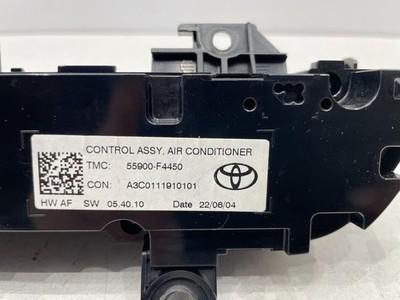 CONTROL ASSY, AIR CONDITIONER
TMC: 55900-F4450
CON: A3C0111910101
HW AF SW 05.40.10 Date 22/06/04